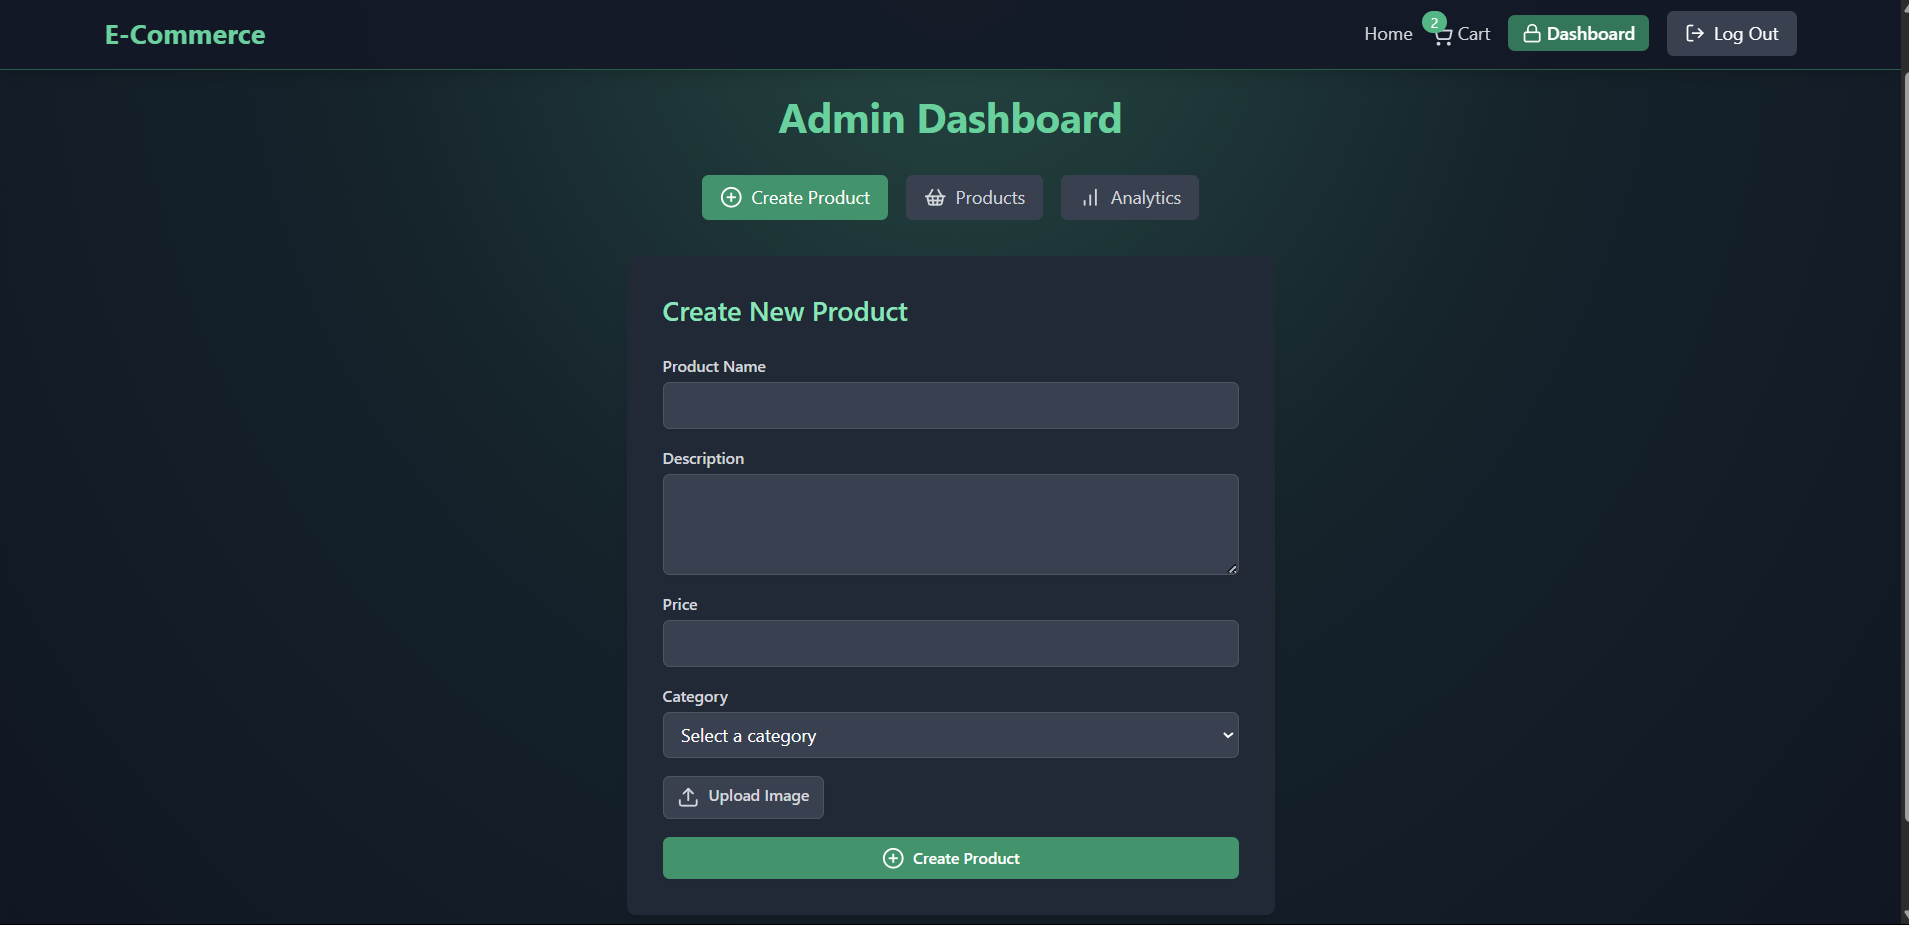 E-Commerce
Home 2 Cart Dashboard Log Out
Admin Dashboard
Create Product Products Analytics
Create New Product
Product Name
Description
Price
Category
Select a category
Upload Image
Create Product